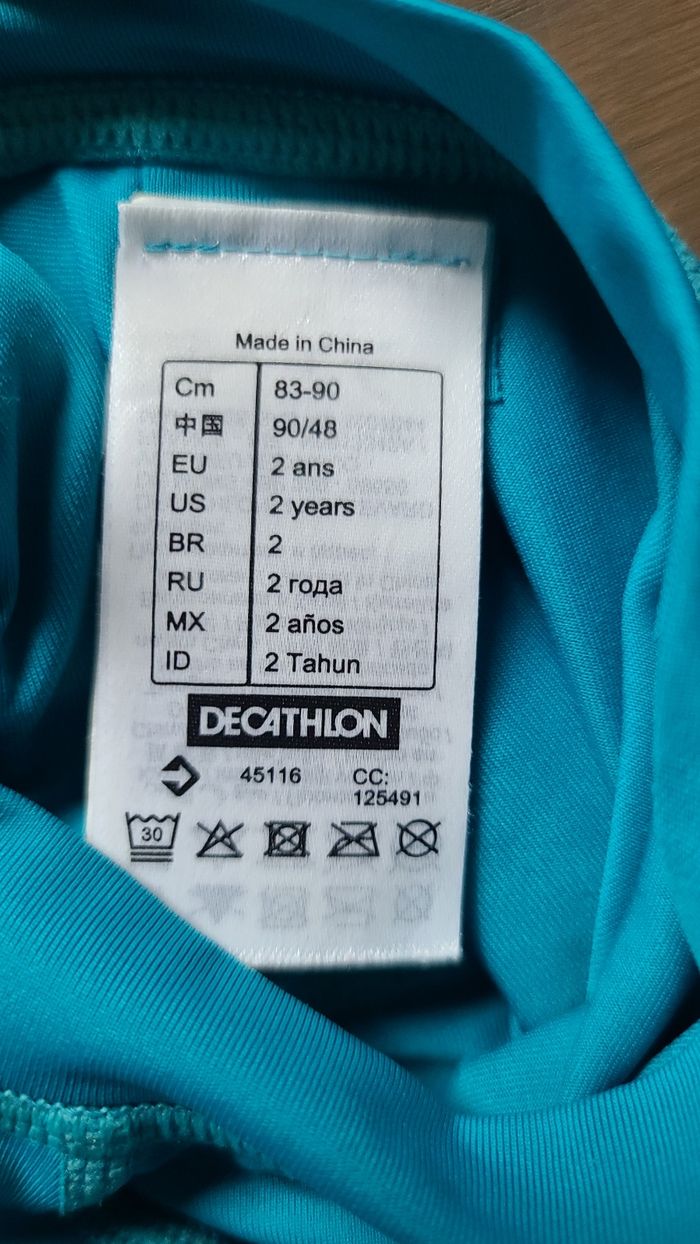 Made in China
Cm 83-90
中国 90/48
EU 2 ans
US 2 years
BR 2
RU 2 года
MX 2 años
ID 2 Tahun
DECATHLON
45116 CC:
125491
30